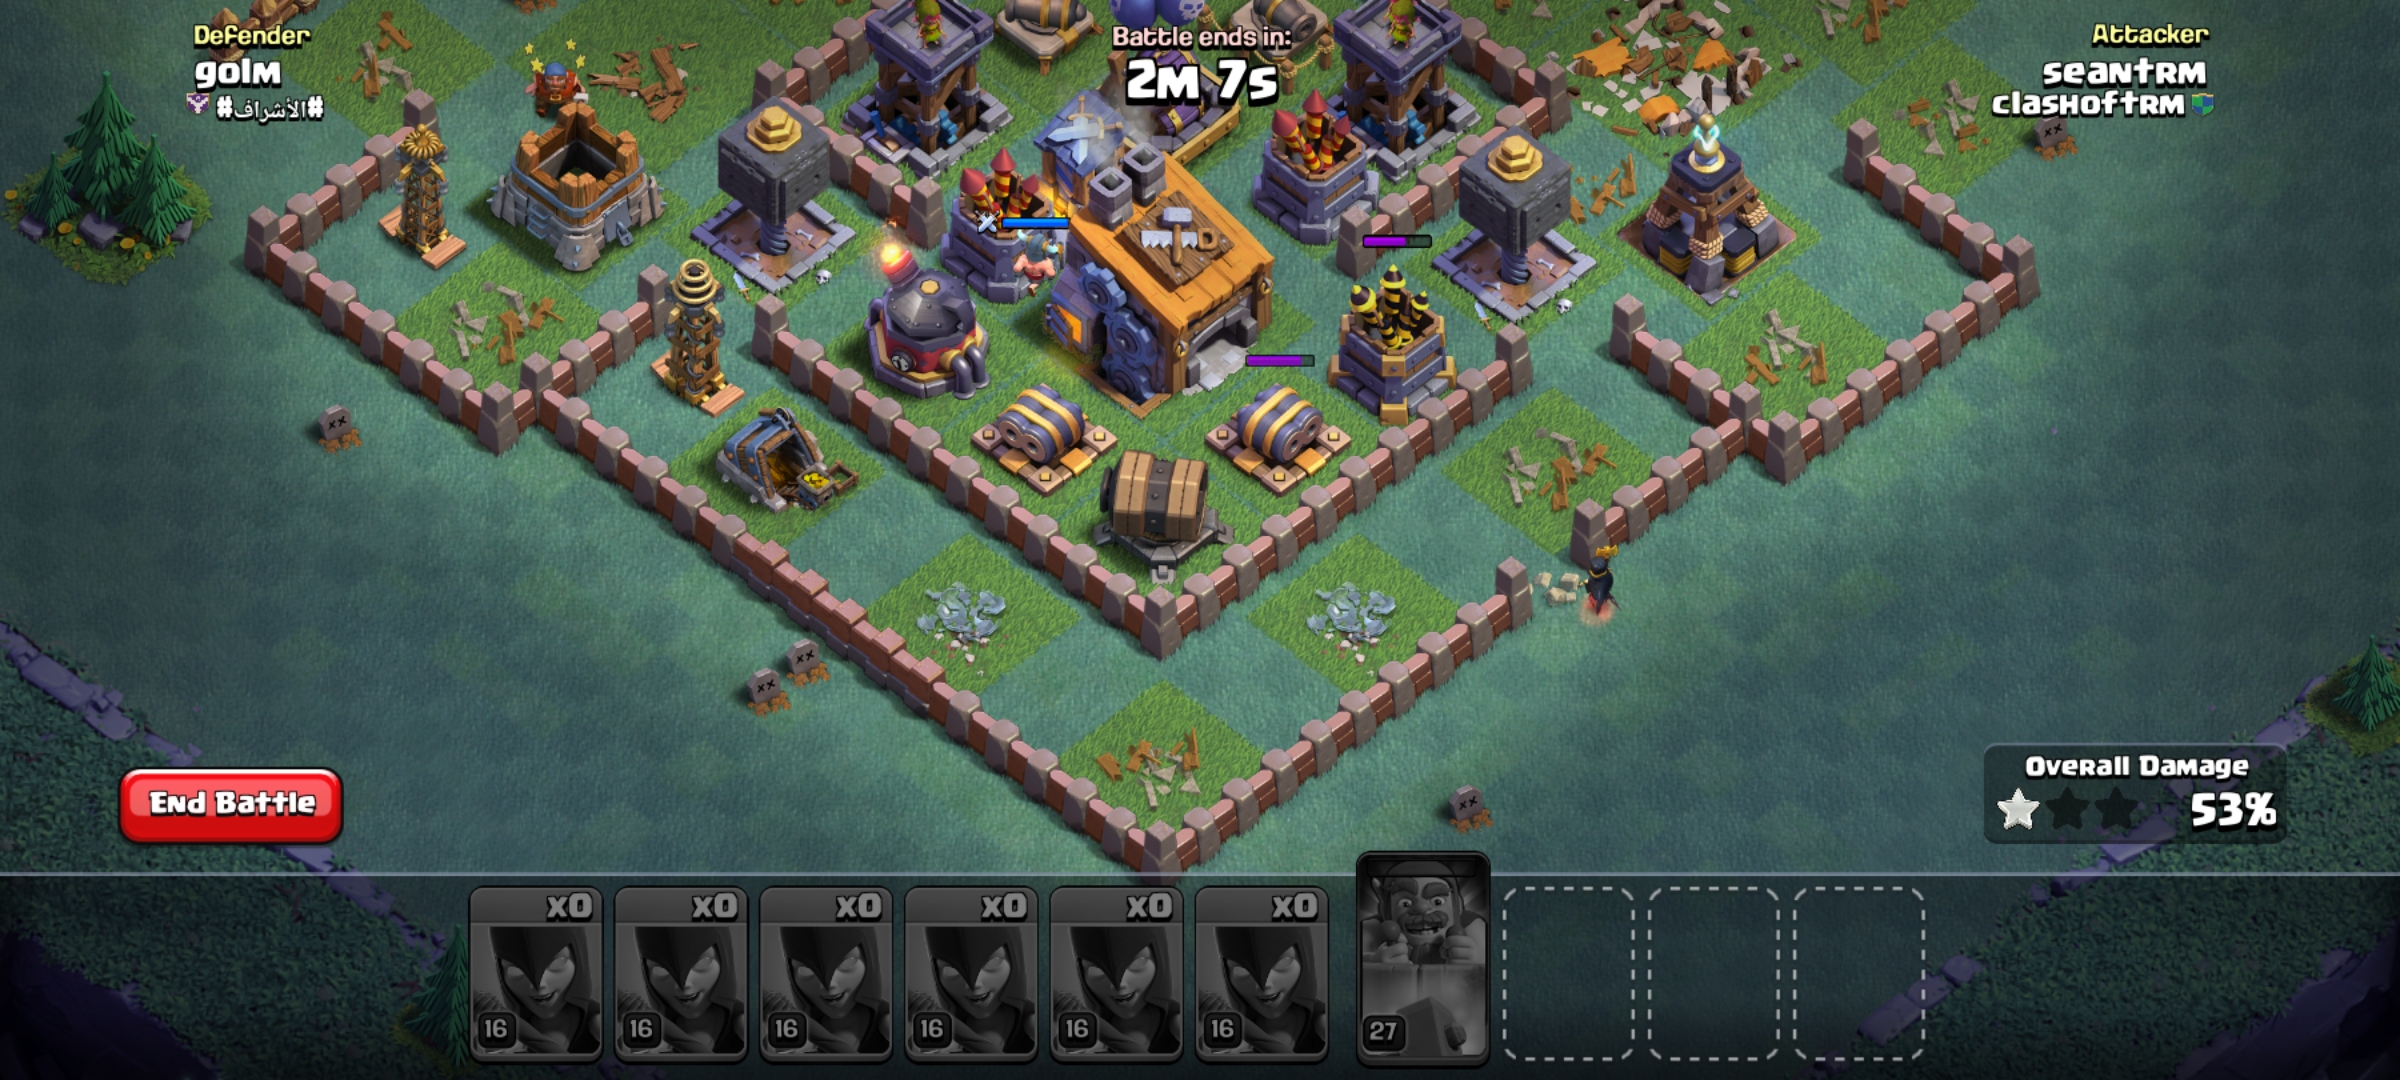 Defender
golm
#الأشراف#
Battle ends in:
2m 7s
Attacker
seantrm
clashoftrm
End Battle
Overall Damage
53%
x0 x0 x0 x0 x0 x0
16 16 16 16 16 16 27